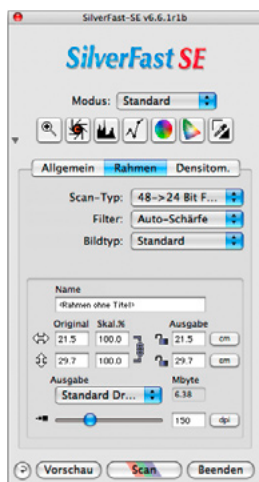 SilverFast-SE v6.6.1r1b
SilverFast SE
Modus: Standard
Allgemein Rahmen Densitom.
Scan-Typ: 48->24 Bit F...
Filter: Auto-Schärfe
Bildtyp: Standard
Name
<Rahmen ohne Titel>
Original Skal.% Ausgabe
21.5 100.0 21.5 cm
29.7 100.0 29.7 cm
Ausgabe Mbyte
Standard Dr... 6.38
150 dpi
Vorschau Scan Beenden